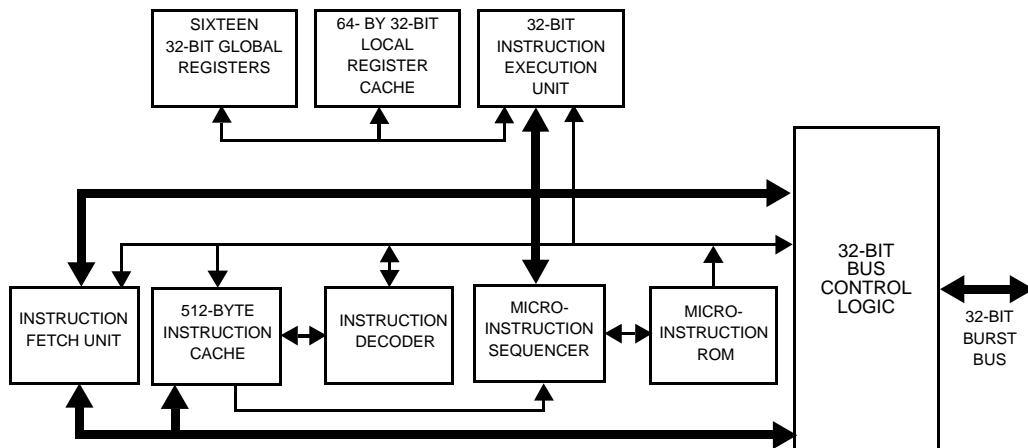 SIXTEEN
32-BIT GLOBAL
REGISTERS
64- BY 32-BIT
LOCAL
REGISTER
CACHE
32-BIT
INSTRUCTION
EXECUTION
UNIT
INSTRUCTION
FETCH UNIT
512-BYTE
INSTRUCTION
CACHE
INSTRUCTION
DECODER
MICRO-
INSTRUCTION
SEQUENCER
MICRO-
INSTRUCTION
ROM
32-BIT
BUS
CONTROL
LOGIC
32-BIT
BURST
BUS